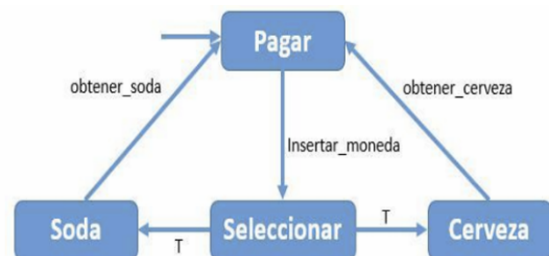 Pagar
obtener_soda
obtener_cerveza
Insertar_moneda
Soda
T
Seleccionar
T
Cerveza